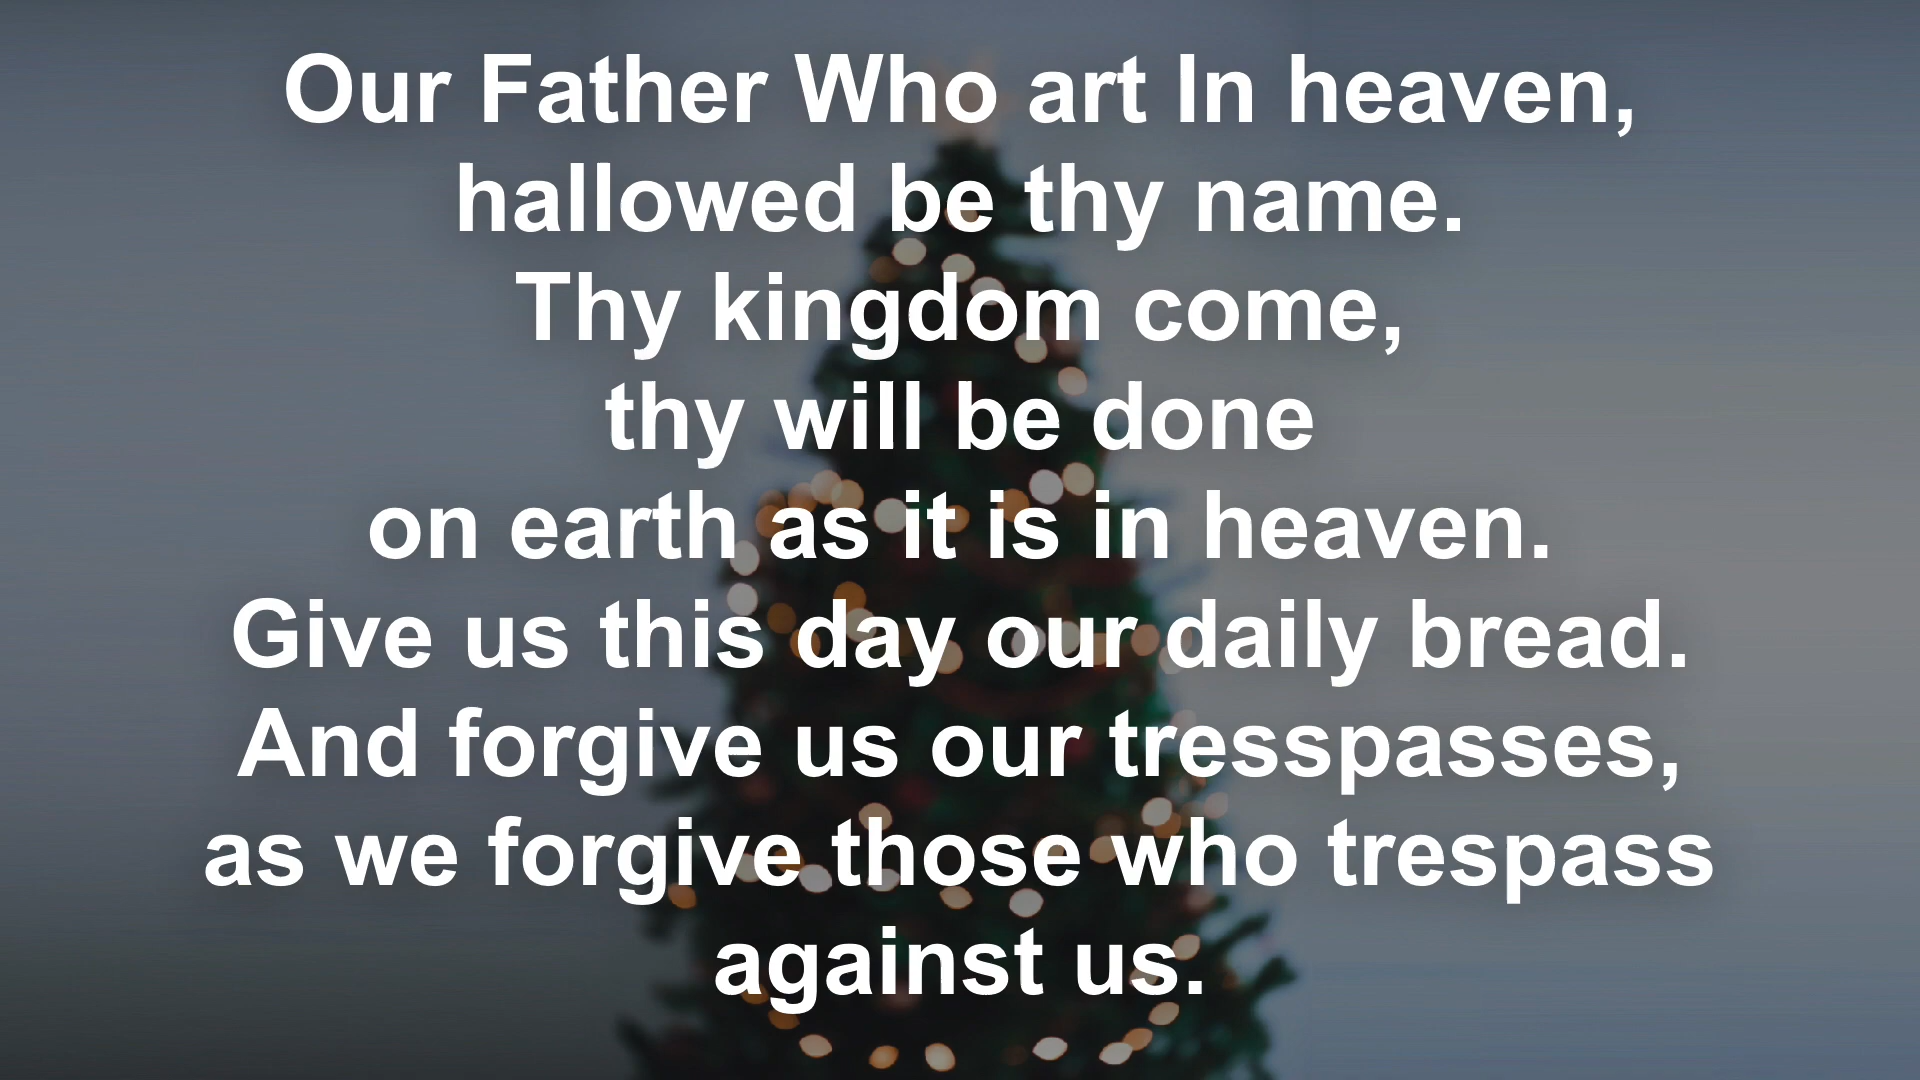 Our Father Who art In heaven,
hallowed be thy name.
Thy kingdom come,
thy will be done
on earth as it is in heaven.
Give us this day our daily bread.
And forgive us our tresspasses,
as we forgive those who trespass
against us.